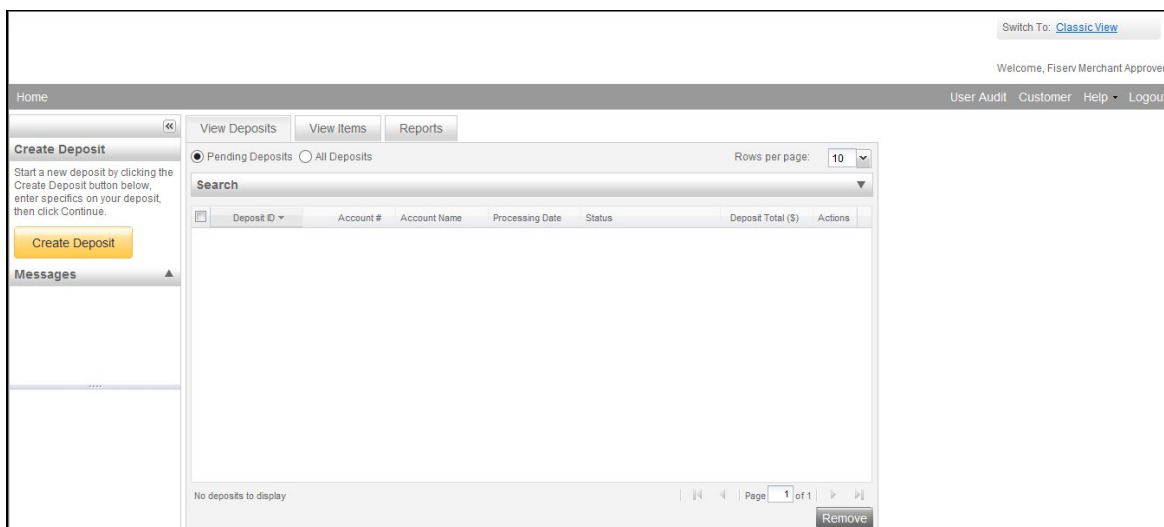 Switch To: Classic View
Welcome, Fiserv Merchant Approver
Home User Audit Customer Help Logout
View Deposits View Items Reports
Create Deposit
Start a new deposit by clicking the
Create Deposit button below,
enter specifics on your deposit,
then click Continue.
Create Deposit
Messages
Pending Deposits All Deposits Rows per page: 10
Search
Deposit ID Account # Account Name Processing Date Status Deposit Total ($) Actions
No deposits to display Page 1 of 1
Remove